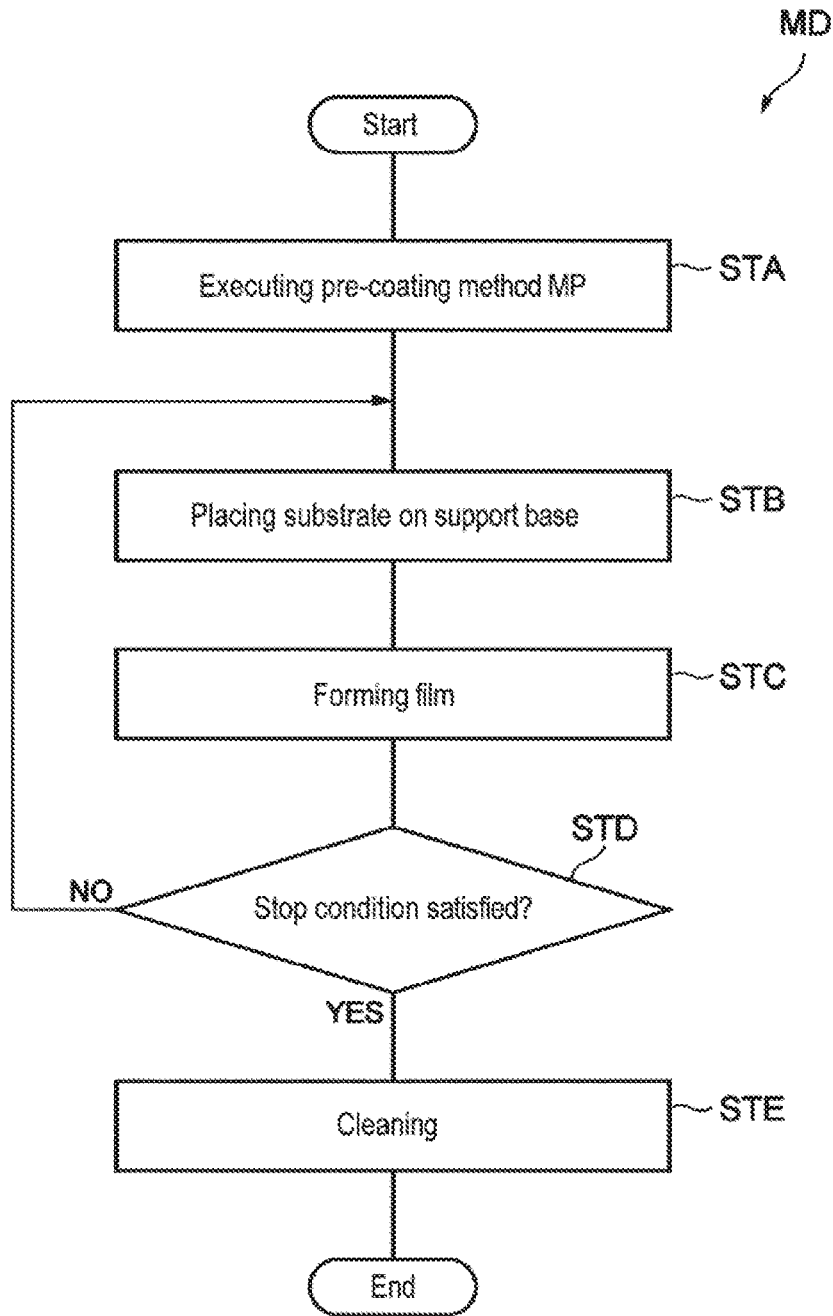 MD
Start
Executing pre-coating method MP
STA
Placing substrate on support base
STB
Forming film
STC
STD
Stop condition satisfied?
NO
YES
Cleaning
STE
End